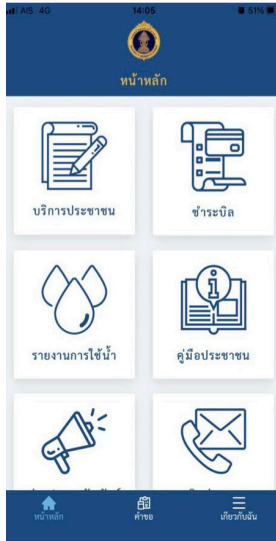 AIS 4G 14:05 51%
หน้าหลัก
บริการประชาชน ชำระบิล
รายงานการใช้น้ำ คู่มือประชาชน
หน้าหลัก คำขอ เกี่ยวกับฉัน